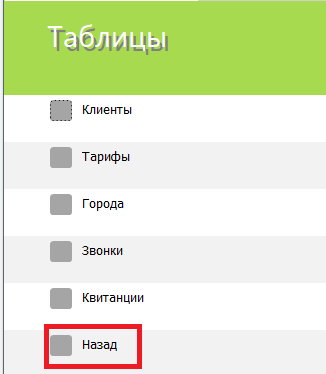 Таблицы
Клиенты
Тарифы
Города
Звонки
Квитанции
Назад